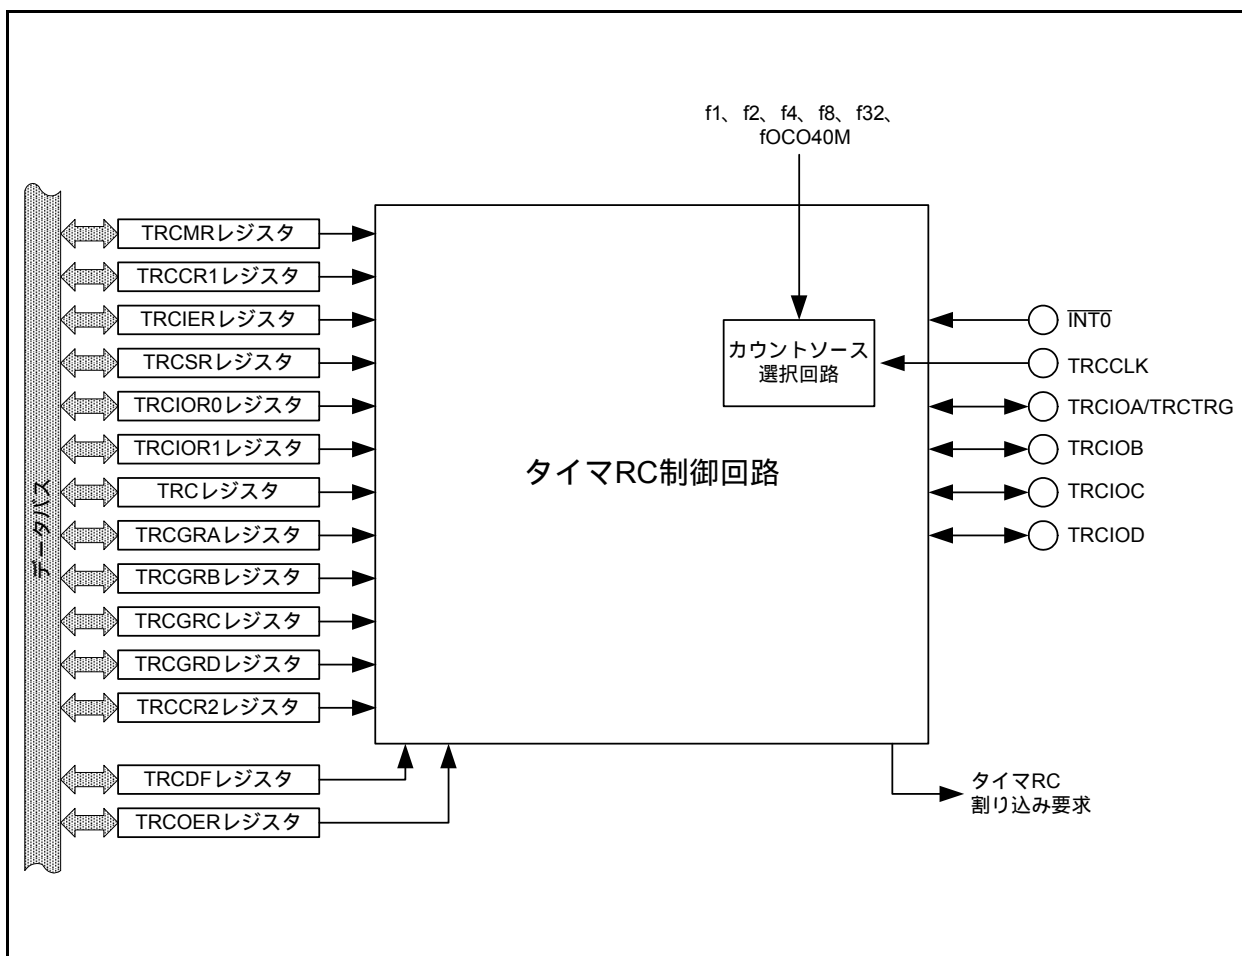 f1、f2、f4、f8、f32、
fOCO40M
データバス
TRCMRレジスタ
TRCCR1レジスタ
TRCIERレジスタ
TRCSRレジスタ
TRCIOR0レジスタ
TRCIOR1レジスタ
TRCレジスタ
TRCGRAレジスタ
TRCGRBレジスタ
TRCGRCレジスタ
TRCGRDレジスタ
TRCCR2レジスタ
TRCDFレジスタ
TRCOERレジスタ
カウントソース
選択回路
タイマRC制御回路
INT0
TRCCLK
TRCIOA/TRCTRG
TRCIOB
TRCIOC
TRCIOD
タイマRC
割り込み要求